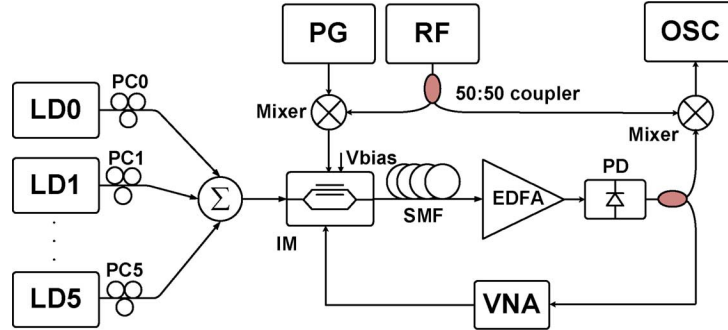 PG
RF
OSC
PC0
LD0
Mixer
50:50 coupler
Mixer
PC1
LD1
Vbias
Σ
IM
SMF
EDFA
PD
PC5
LD5
VNA